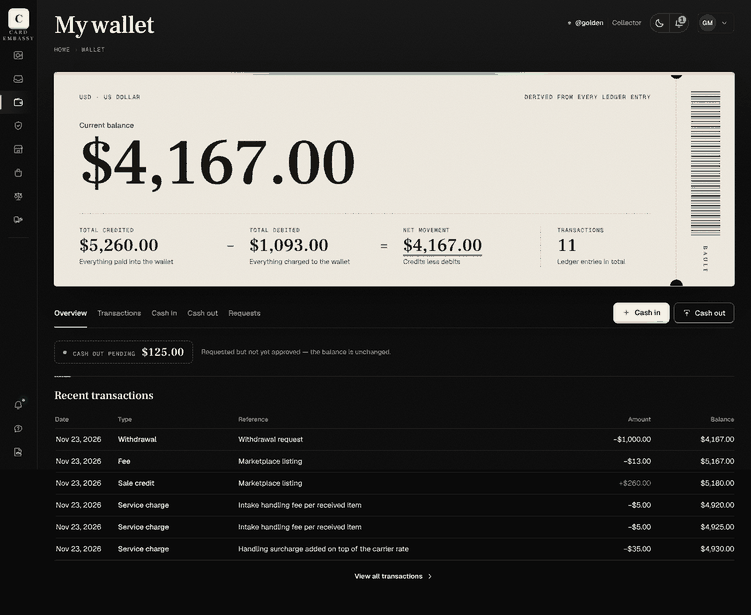 C
CARD
EMBASSY
My wallet
@golden Collector
1
GM
HOME · WALLET
USD · US DOLLAR
DERIVED FROM EVERY LEDGER ENTRY
Current balance
$4,167.00
TOTAL CREDITED
$5,260.00
Everything paid into the wallet
–
TOTAL DEBITED
$1,093.00
Everything charged to the wallet
=
NET MOVEMENT
$4,167.00
Credits less debits
TRANSACTIONS
11
Ledger entries in total
Overview Transactions Cash in Cash out Requests
+ Cash in
Cash out
CASH OUT PENDING $125.00
Requested but not yet approved — the balance is unchanged.
Recent transactions
Date Type Reference Amount Balance
Nov 23, 2026 Withdrawal Withdrawal request −$1,000.00 $4,167.00
Nov 23, 2026 Fee Marketplace listing −$13.00 $5,167.00
Nov 23, 2026 Sale credit Marketplace listing +$260.00 $5,180.00
Nov 23, 2026 Service charge Intake handling fee per received item −$5.00 $4,920.00
Nov 23, 2026 Service charge Intake handling fee per received item −$5.00 $4,925.00
Nov 23, 2026 Service charge Handling surcharge added on top of the carrier rate −$35.00 $4,930.00
View all transactions